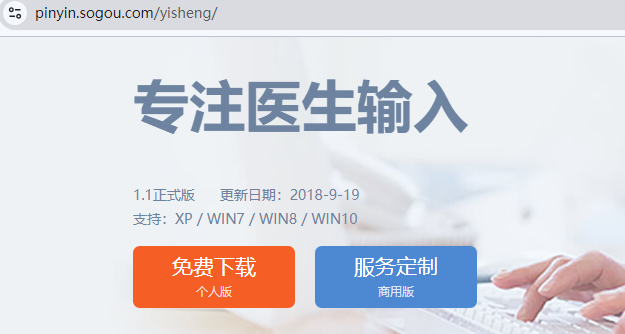 pinyin.sogou.com/yisheng/
专注医生输入
1.1正式版 更新日期：2018-9-19
支持：XP / WIN7 / WIN8 / WIN10
免费下载 服务定制
个人版 商用版